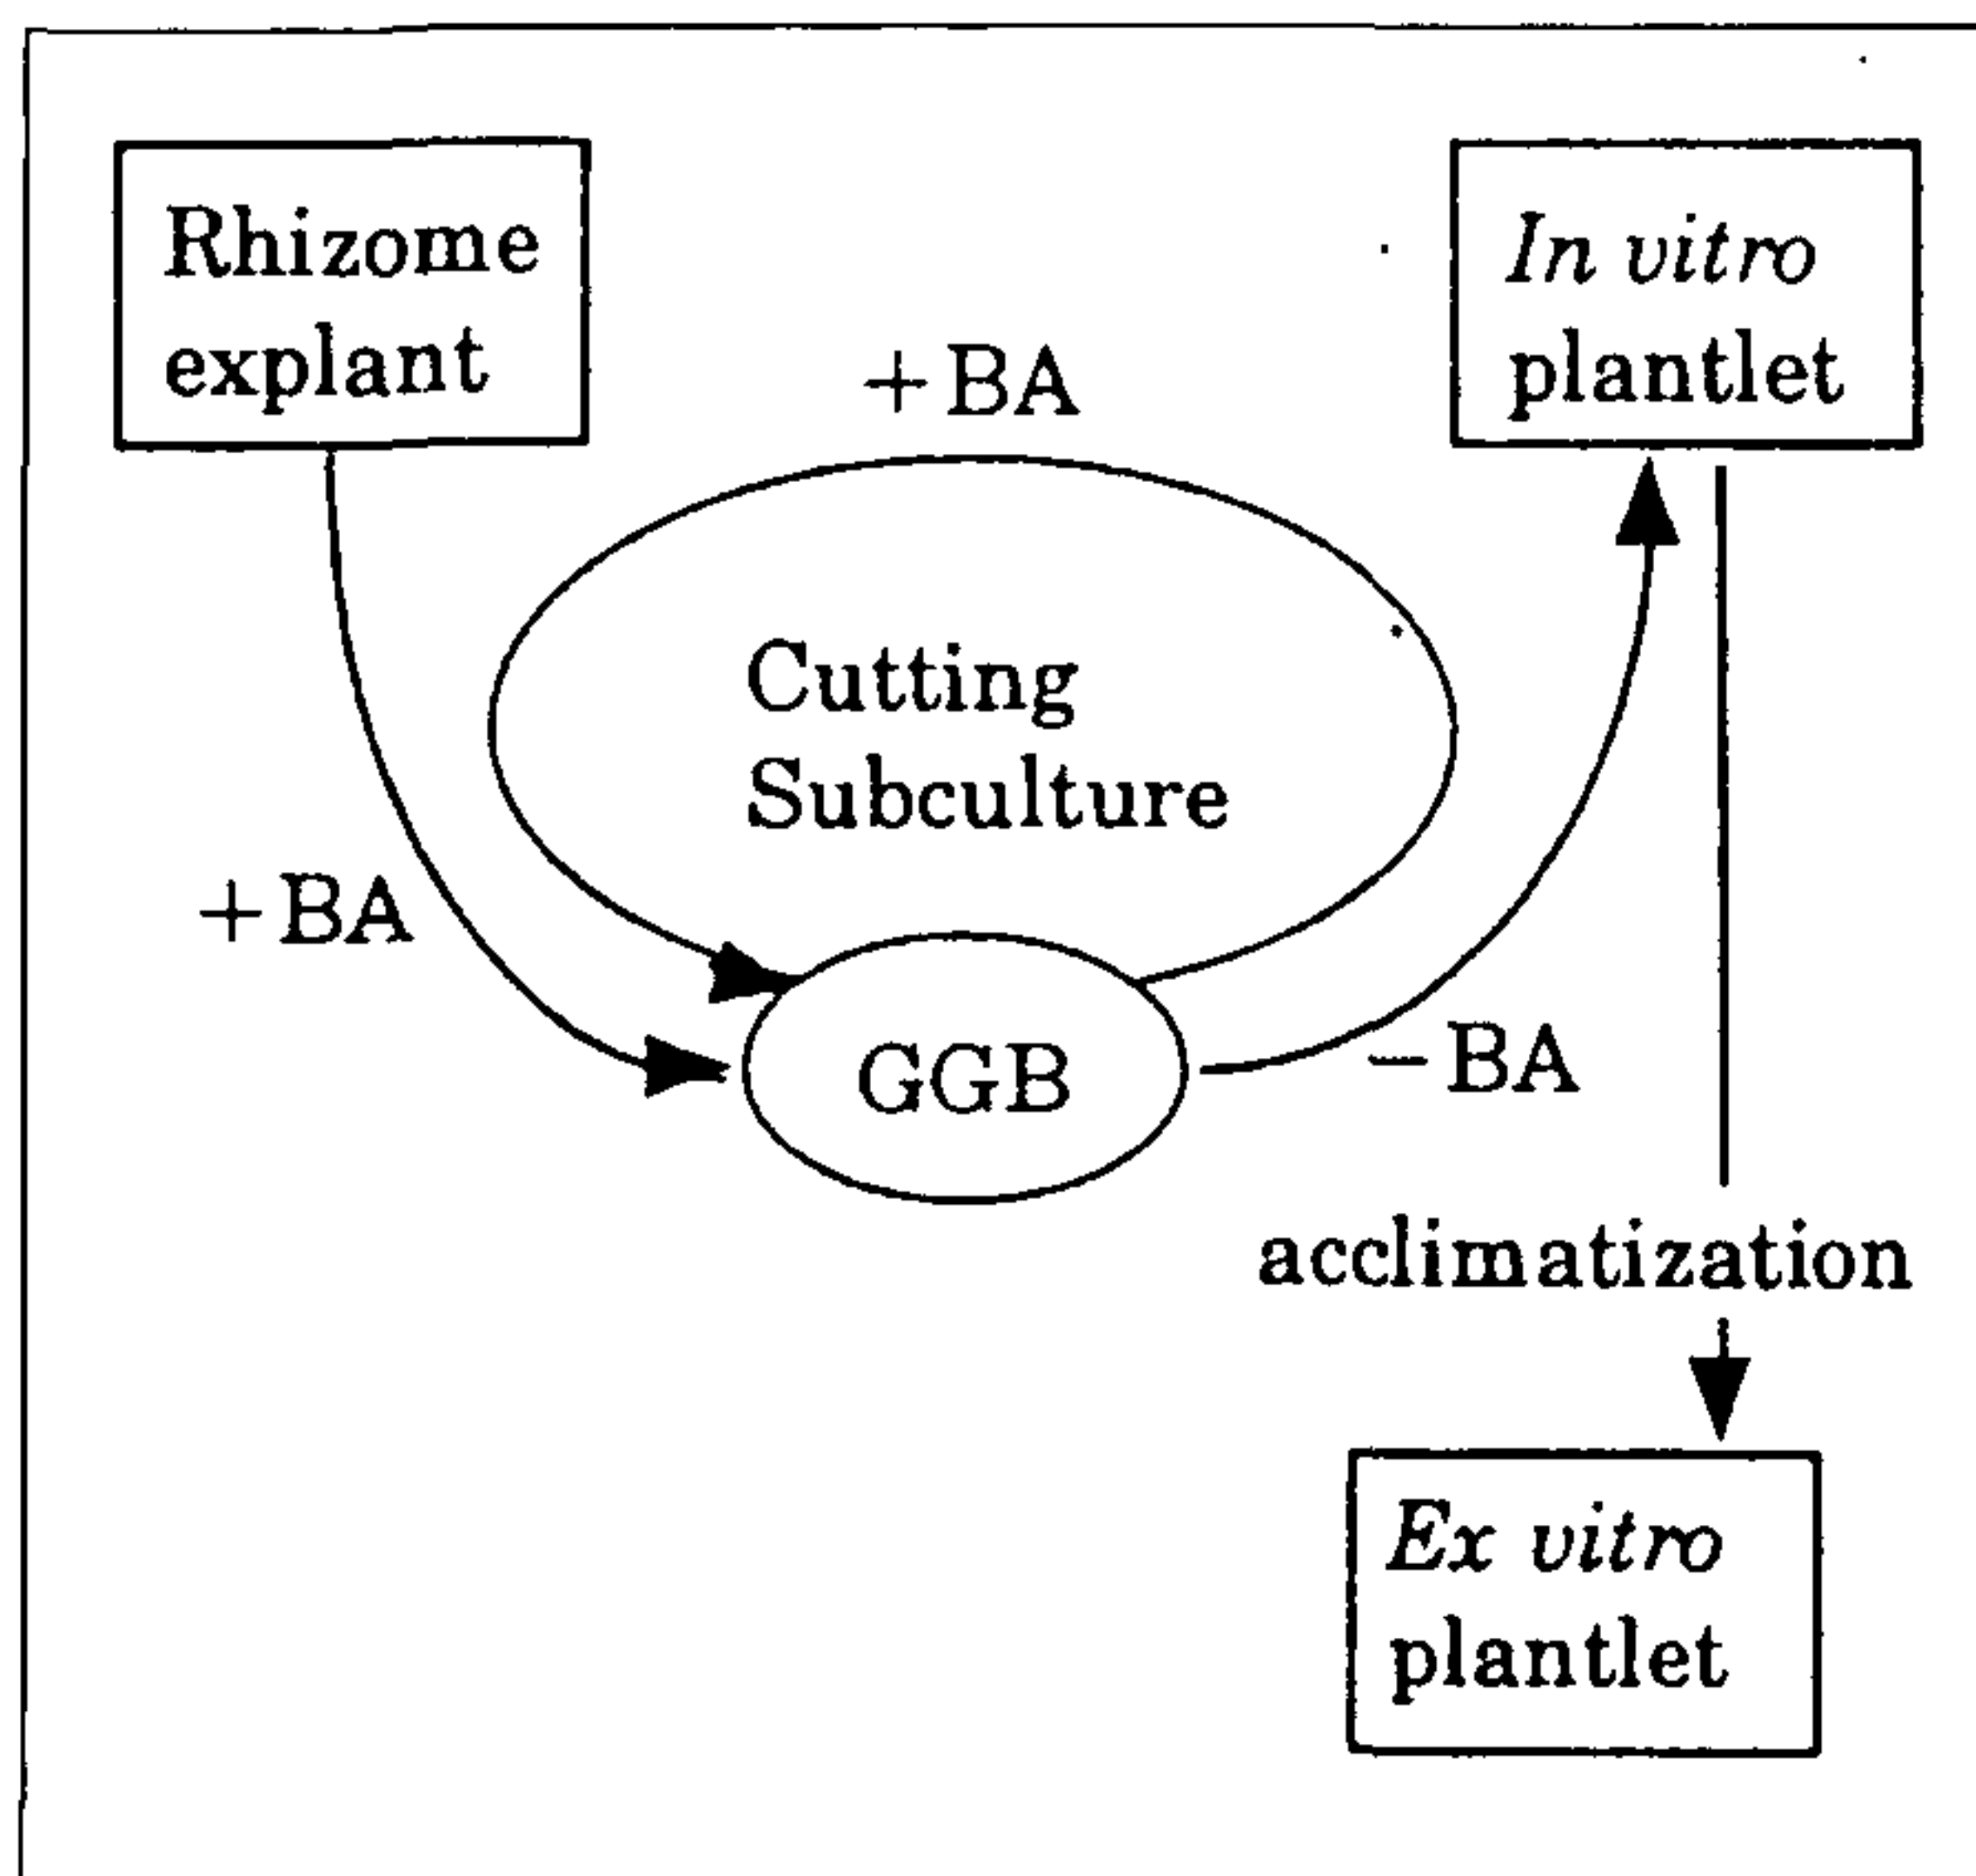 Rhizome
explant
In vitro
plantlet
+BA
Cutting
Subculture
+BA
GGB
−BA
acclimatization
Ex vitro
plantlet